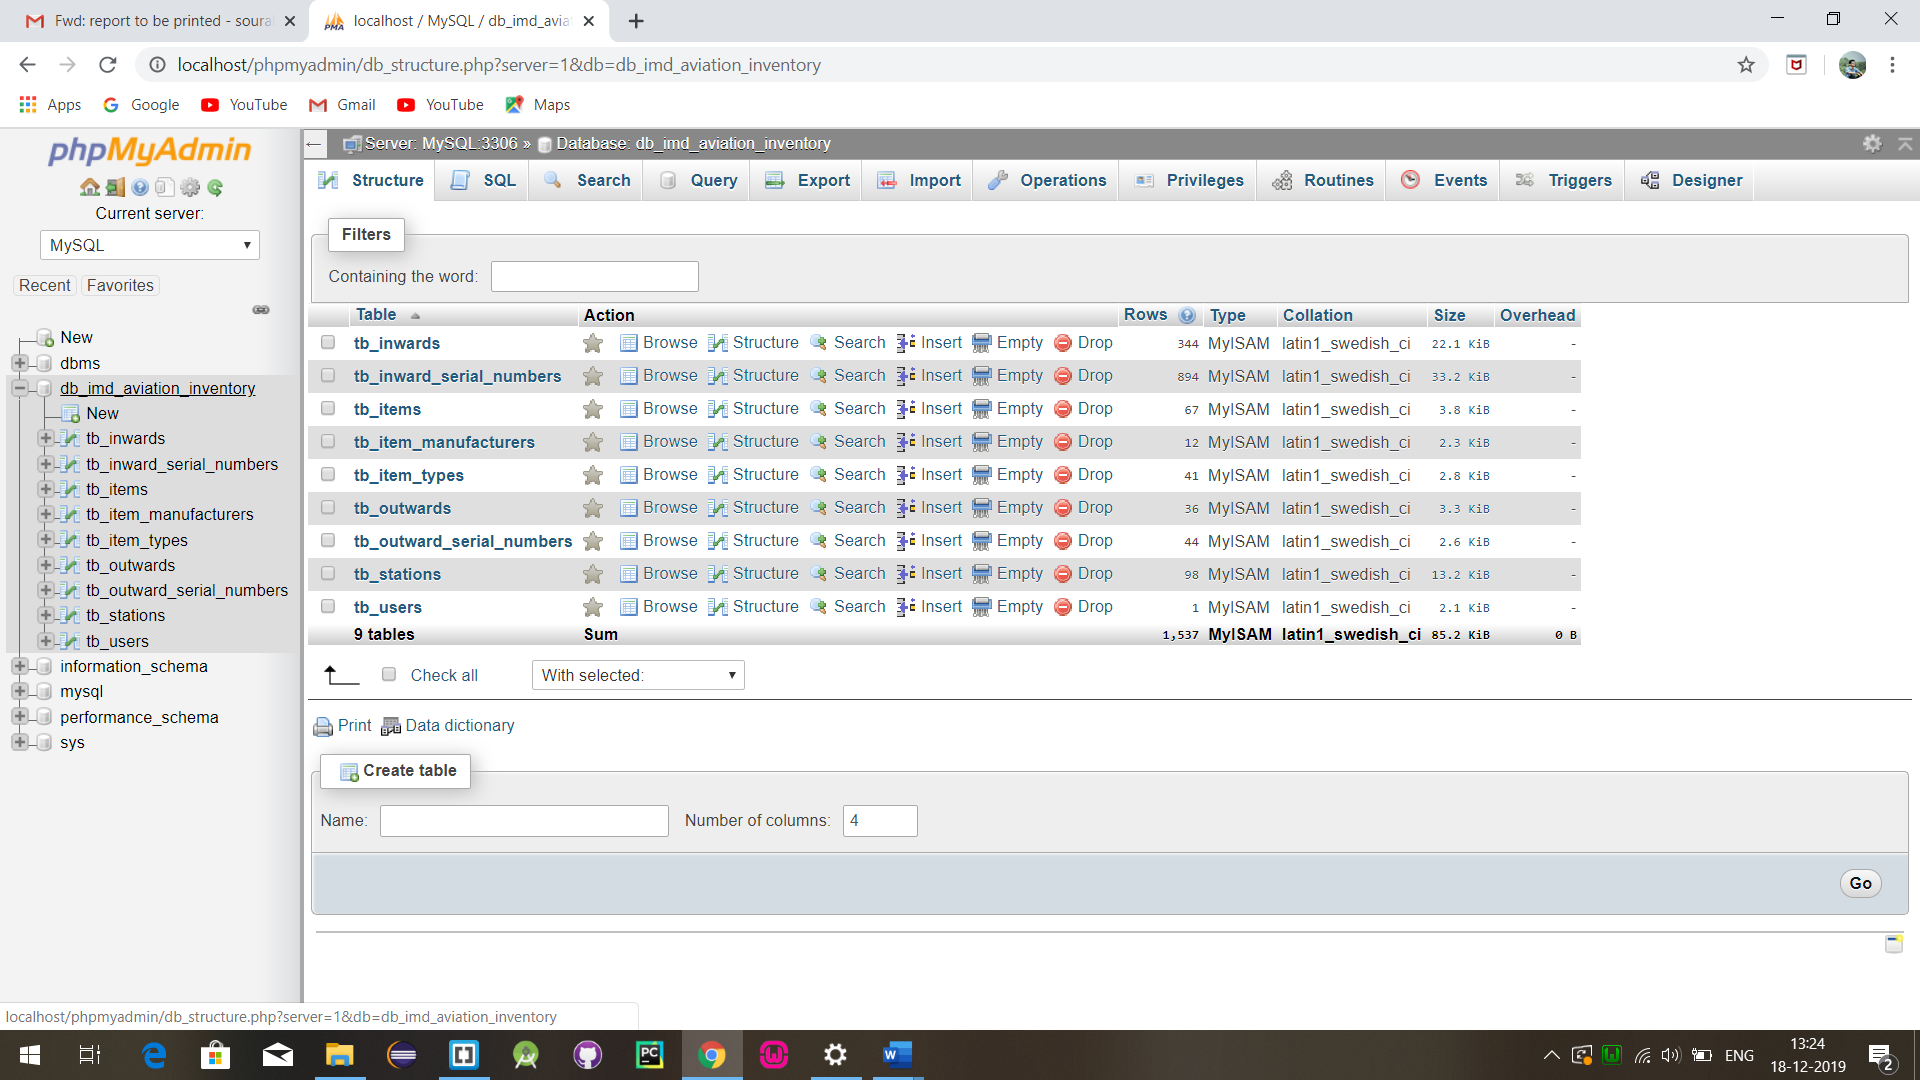 Fwd: report to be printed - soura
localhost / MySQL / db_imd_avia
localhost/phpmyadmin/db_structure.php?server=1&db=db_imd_aviation_inventory
Apps Google YouTube Gmail YouTube Maps
phpMyAdmin
Current server:
MySQL
Recent Favorites
New
dbms
db_imd_aviation_inventory
New
tb_inwards
tb_inward_serial_numbers
tb_items
tb_item_manufacturers
tb_item_types
tb_outwards
tb_outward_serial_numbers
tb_stations
tb_users
information_schema
mysql
performance_schema
sys
Server: MySQL:3306 » Database: db_imd_aviation_inventory
Structure SQL Search Query Export Import Operations Privileges Routines Events Triggers Designer
Filters
Containing the word:
Table Action Rows Type Collation Size Overhead
tb_inwards Browse Structure Search Insert Empty Drop 344 MyISAM latin1_swedish_ci 22.1 KiB -
tb_inward_serial_numbers Browse Structure Search Insert Empty Drop 894 MyISAM latin1_swedish_ci 33.2 KiB -
tb_items Browse Structure Search Insert Empty Drop 67 MyISAM latin1_swedish_ci 3.8 KiB -
tb_item_manufacturers Browse Structure Search Insert Empty Drop 12 MyISAM latin1_swedish_ci 2.3 KiB -
tb_item_types Browse Structure Search Insert Empty Drop 41 MyISAM latin1_swedish_ci 2.8 KiB -
tb_outwards Browse Structure Search Insert Empty Drop 36 MyISAM latin1_swedish_ci 3.3 KiB -
tb_outward_serial_numbers Browse Structure Search Insert Empty Drop 44 MyISAM latin1_swedish_ci 2.6 KiB -
tb_stations Browse Structure Search Insert Empty Drop 98 MyISAM latin1_swedish_ci 13.2 KiB -
tb_users Browse Structure Search Insert Empty Drop 1 MyISAM latin1_swedish_ci 2.1 KiB -
9 tables Sum 1,537 MyISAM latin1_swedish_ci 85.2 KiB 0 B
Check all With selected:
Print Data dictionary
Create table
Name: Number of columns: 4
Go
localhost/phpmyadmin/db_structure.php?server=1&db=db_imd_aviation_inventory
ENG
13:24
18-12-2019
2